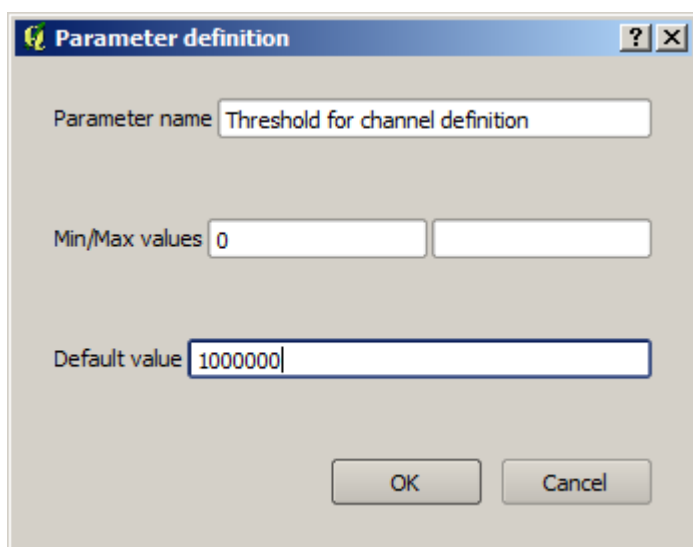 Parameter definition
Parameter name Threshold for channel definition
Min/Max values 0
Default value 1000000
OK Cancel